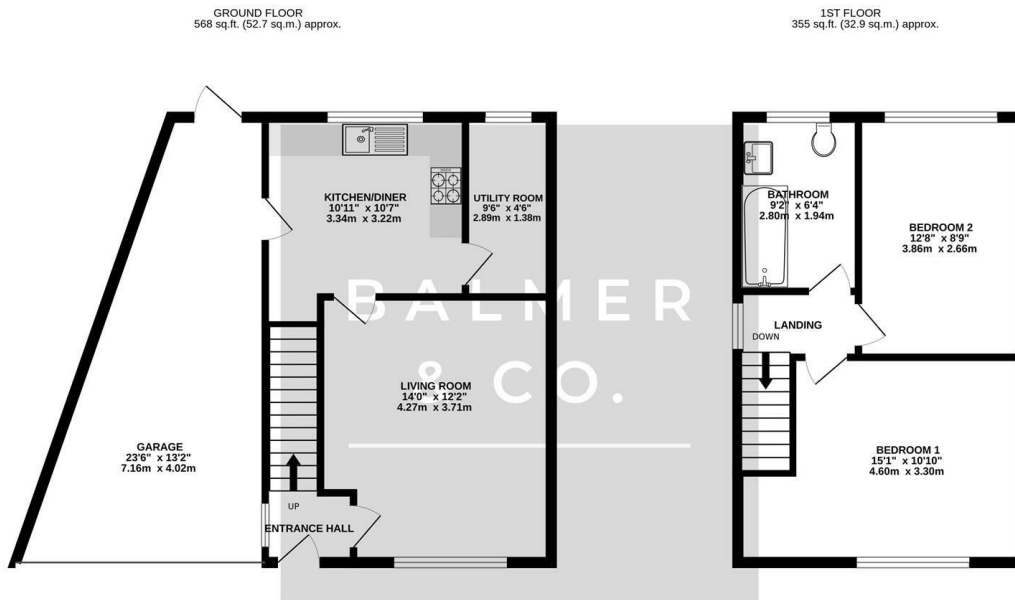 GROUND FLOOR
568 sq.ft. (52.7 sq.m.) approx.
1ST FLOOR
355 sq.ft. (32.9 sq.m.) approx.
KITCHEN/DINER
10'11" x 10'7"
3.34m x 3.22m
UTILITY ROOM
9'6" x 4'6"
2.89m x 1.38m
LIVING ROOM
14'0" x 12'2"
4.27m x 3.71m
GARAGE
23'6" x 13'2"
7.16m x 4.02m
UP
ENTRANCE HALL
BALMER
& CO.
BATHROOM
9'2" x 6'4"
2.80m x 1.94m
BEDROOM 2
12'8" x 8'9"
3.86m x 2.66m
LANDING
DOWN
BEDROOM 1
15'1" x 10'10"
4.60m x 3.30m